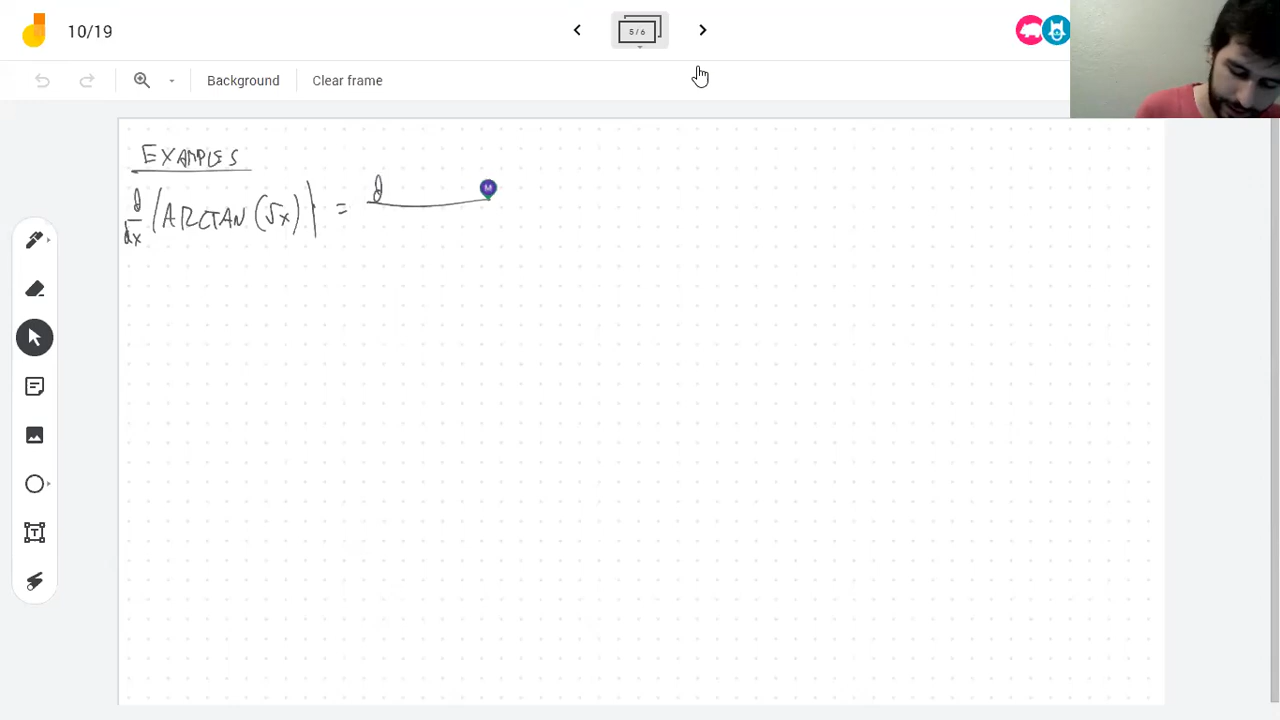 10/19
5 / 6
Background
Clear frame
EXAMPLES
d/dx (ARCTAN (√x)) = d
M
T